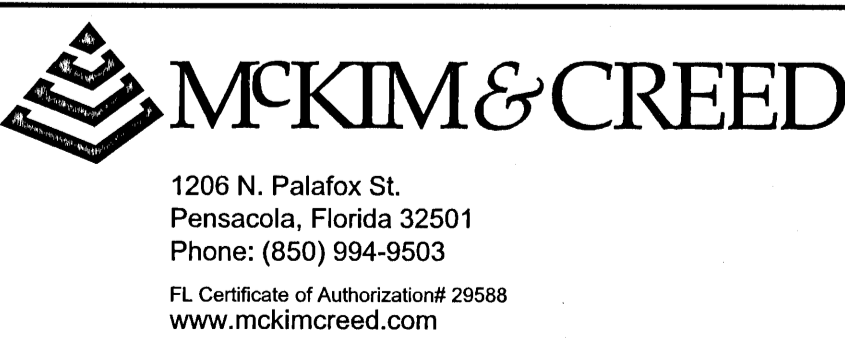 McKIM & CREED
1206 N. Palafox St.
Pensacola, Florida 32501
Phone: (850) 994-9503
FL Certificate of Authorization# 29588
www.mckimcreed.com